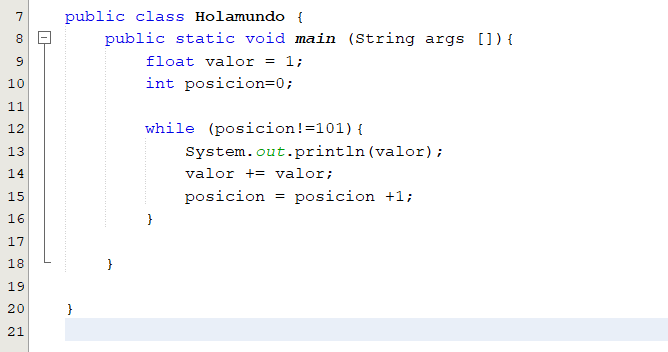 7 public class Holamundo {
8 public static void main (String args []){
9 float valor = 1;
10 int posicion=0;
11
12 while (posicion!=101){
13 System.out.println(valor);
14 valor += valor;
15 posicion = posicion +1;
16 }
17
18 }
19
20 }
21